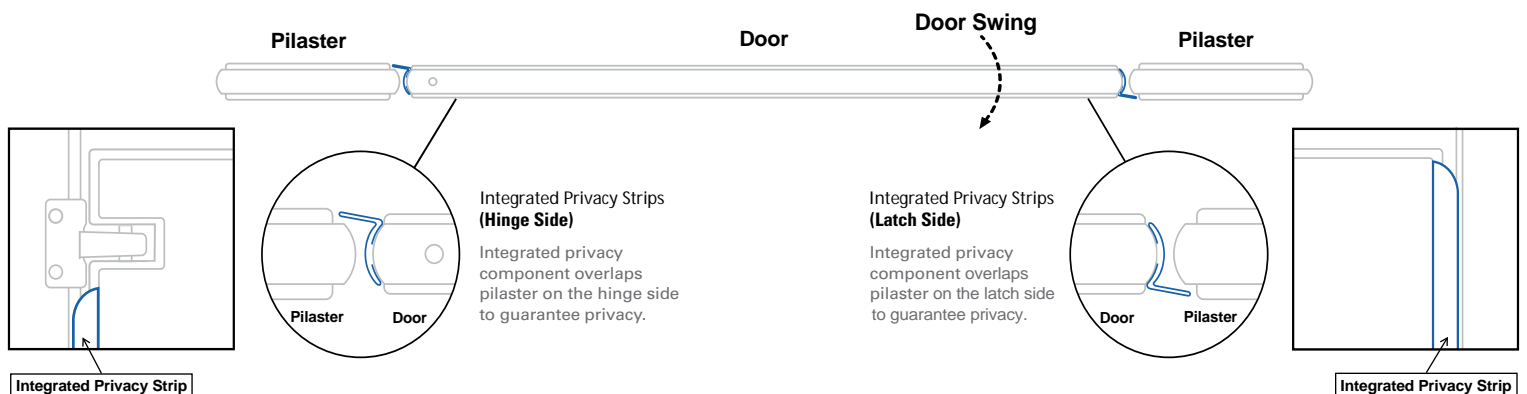 Pilaster
Door
Door Swing
Pilaster
Integrated Privacy Strips
(Hinge Side)
Integrated privacy
component overlaps
pilaster on the hinge side
to guarantee privacy.
Pilaster
Door
Integrated Privacy Strips
(Latch Side)
Integrated privacy
component overlaps
pilaster on the latch side
to guarantee privacy.
Door
Pilaster
Integrated Privacy Strip
Integrated Privacy Strip